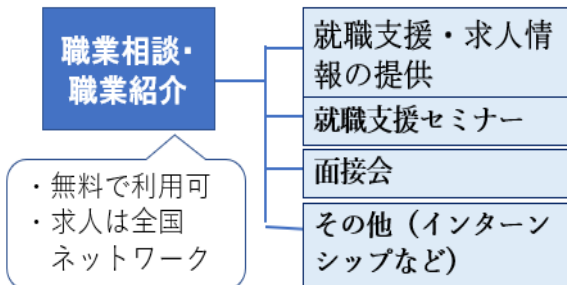 職業相談・
職業紹介
・無料で利用可
・求人は全国
ネットワーク
就職支援・求人情
報の提供
就職支援セミナー
面接会
その他（インターン
シップなど）